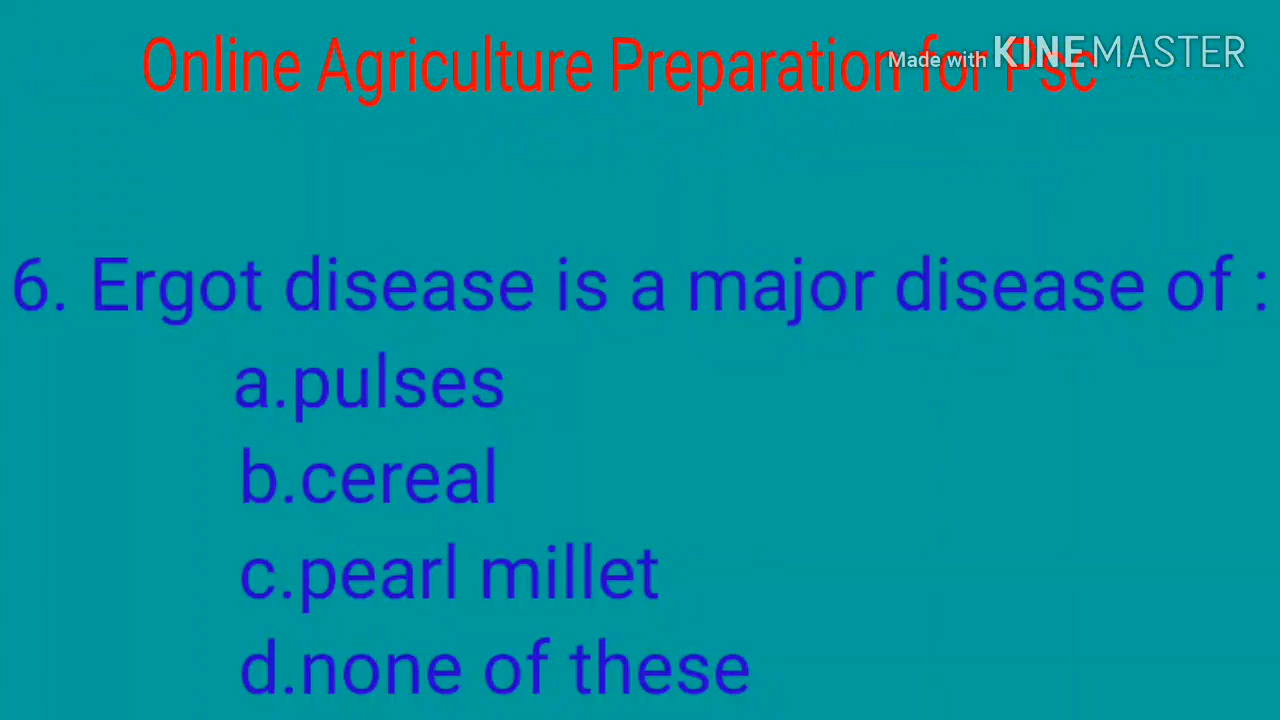 Online Agriculture Preparation for Psc
Made with KINEMASTER
6. Ergot disease is a major disease of :
a.pulses
b.cereal
c.pearl millet
d.none of these